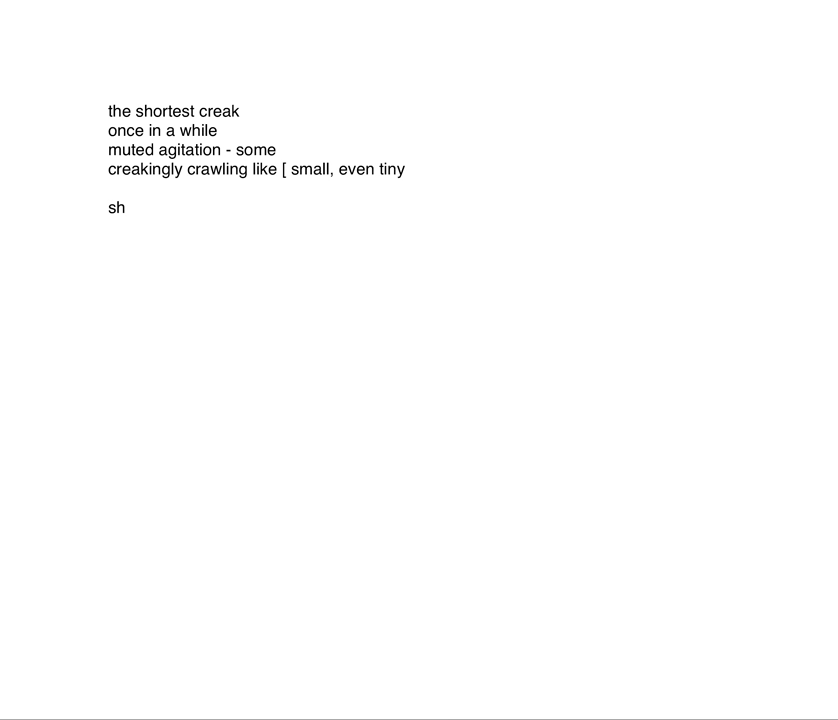 the shortest creak
once in a while
muted agitation - some
creakingly crawling like [ small, even tiny

sh